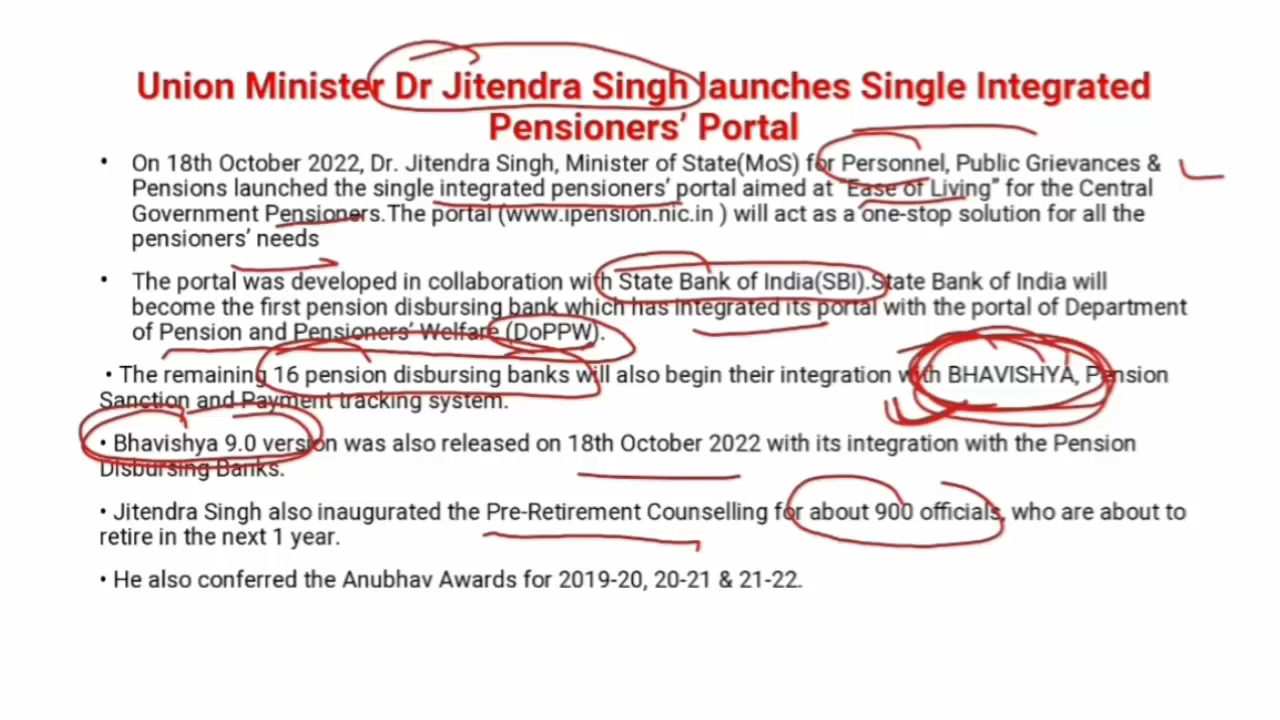 Union Minister Dr Jitendra Singh launches Single Integrated
Pensioners' Portal
• On 18th October 2022, Dr. Jitendra Singh, Minister of State(MoS) for Personnel, Public Grievances &
Pensions launched the single integrated pensioners' portal aimed at "Ease of Living" for the Central
Government Pensioners.The portal (www.ipension.nic.in ) will act as a one-stop solution for all the
pensioners' needs
• The portal was developed in collaboration with State Bank of India(SBI).State Bank of India will
become the first pension disbursing bank which has integrated its portal with the portal of Department
of Pension and Pensioners' Welfare (DoPPW).
• The remaining 16 pension disbursing banks will also begin their integration with BHAVISHYA, Pension
Sanction and Payment tracking system.
• Bhavishya 9.0 version was also released on 18th October 2022 with its integration with the Pension
Disbursing Banks.
• Jitendra Singh also inaugurated the Pre-Retirement Counselling for about 900 officials, who are about to
retire in the next 1 year.
• He also conferred the Anubhav Awards for 2019-20, 20-21 & 21-22.